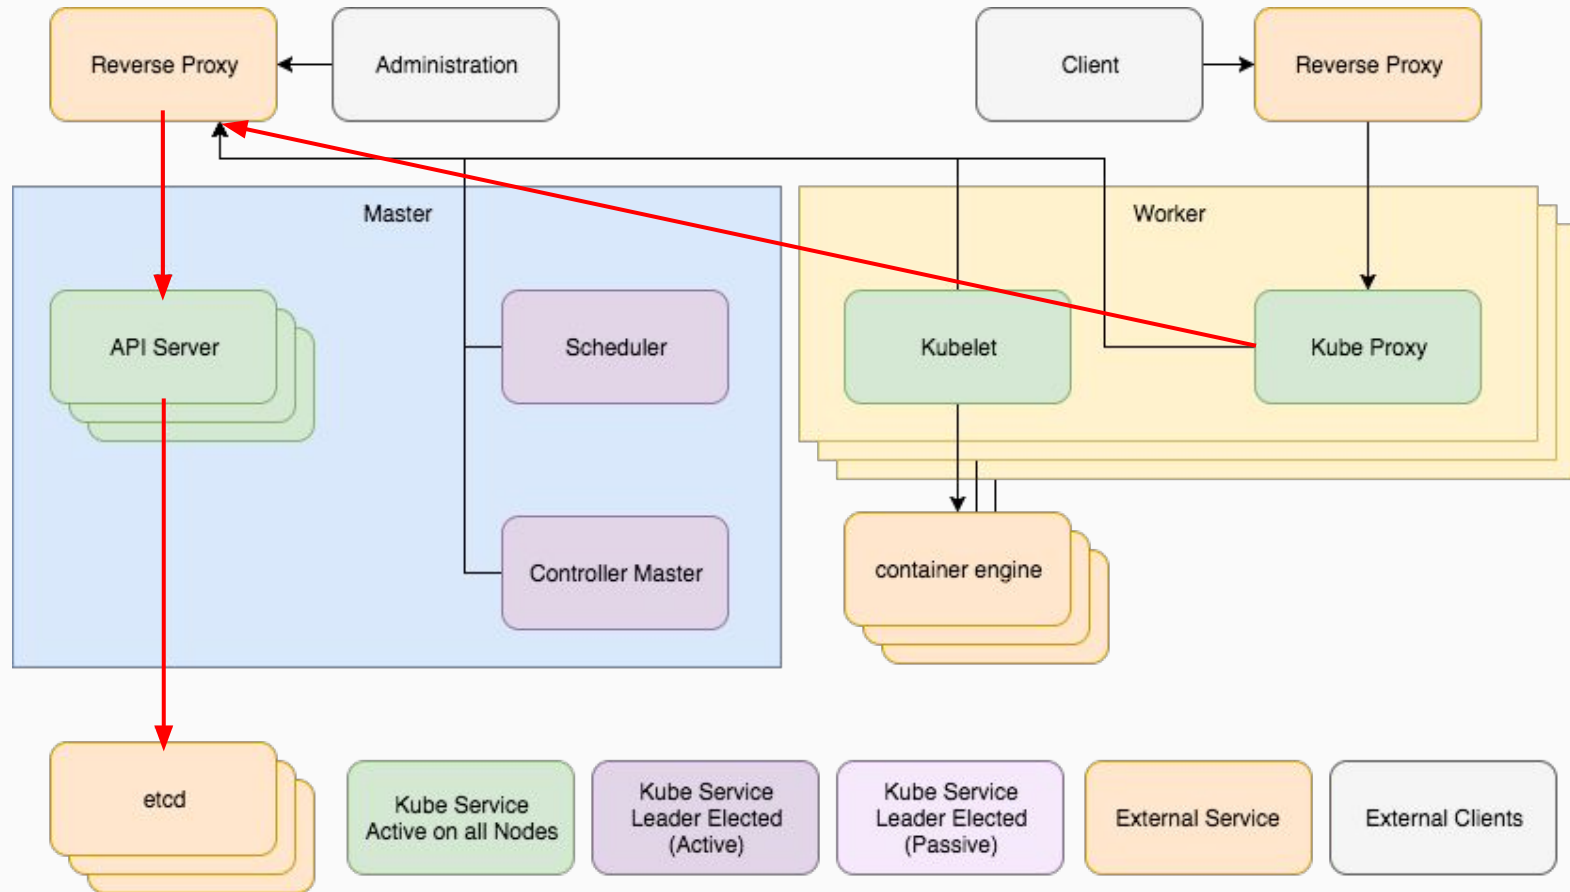 Reverse Proxy
Administration
Client
Reverse Proxy
Master
Worker
API Server
Scheduler
Kubelet
Kube Proxy
Controller Master
container engine
etcd
Kube Service
Active on all Nodes
Kube Service
Leader Elected
(Active)
Kube Service
Leader Elected
(Passive)
External Service
External Clients